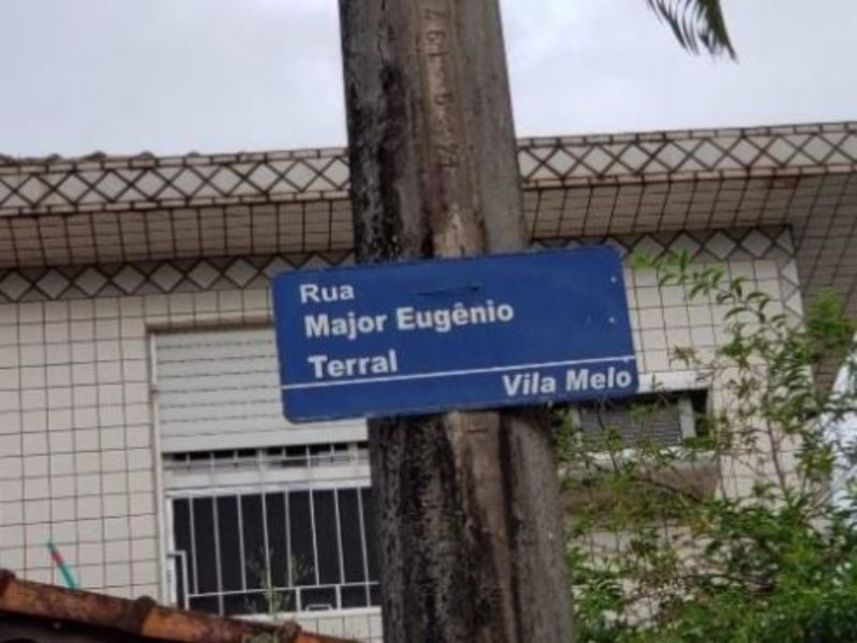 Rua
Major Eugênio
Terral
Vila Melo